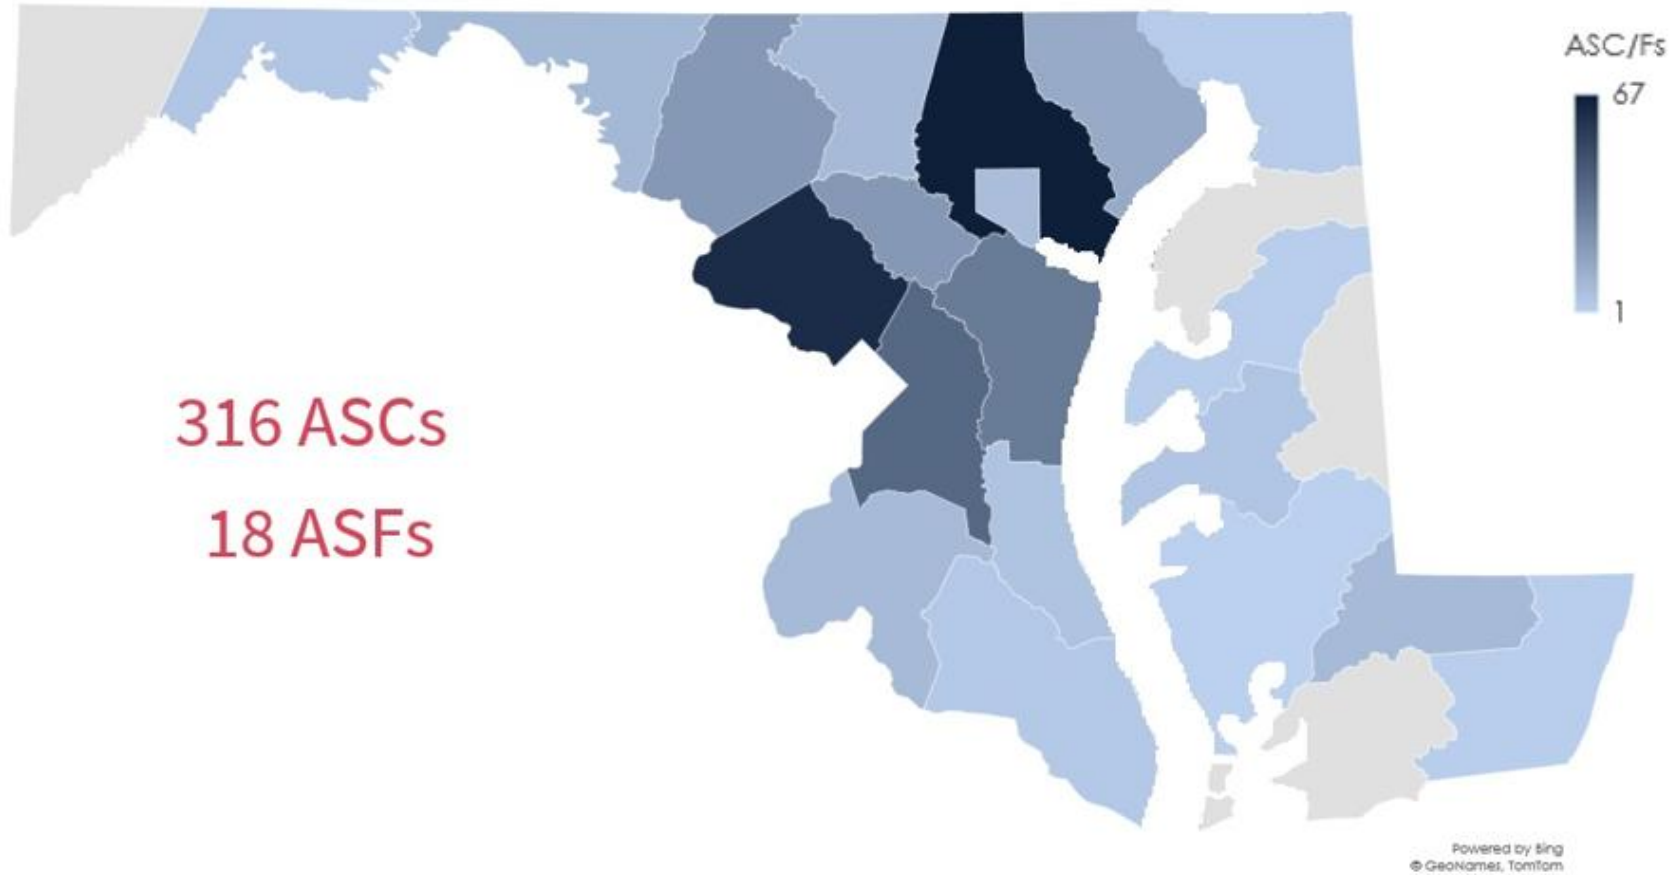 ASC/Fs
67
1
316 ASCs
18 ASFs
Powered by Bing
© GeoNames, TomTom